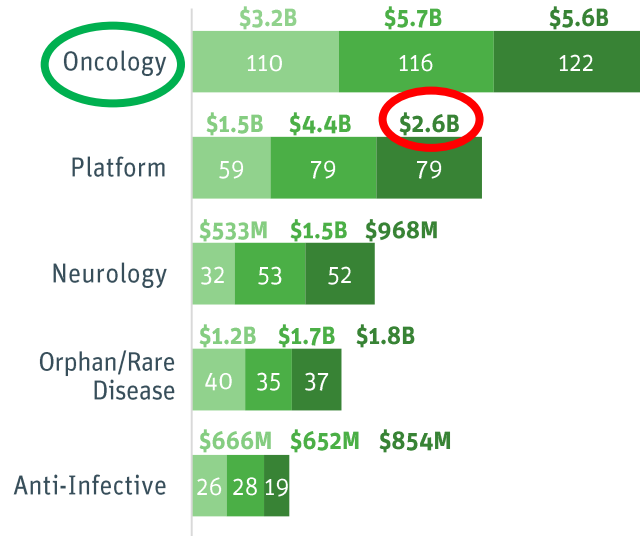 $3.2B $5.7B $5.6B
Oncology 110 116 122
$1.5B $4.4B $2.6B
Platform 59 79 79
$533M $1.5B $968M
Neurology 32 53 52
$1.2B $1.7B $1.8B
Orphan/Rare
Disease 40 35 37
$666M $652M $854M
Anti-Infective 26 28 19